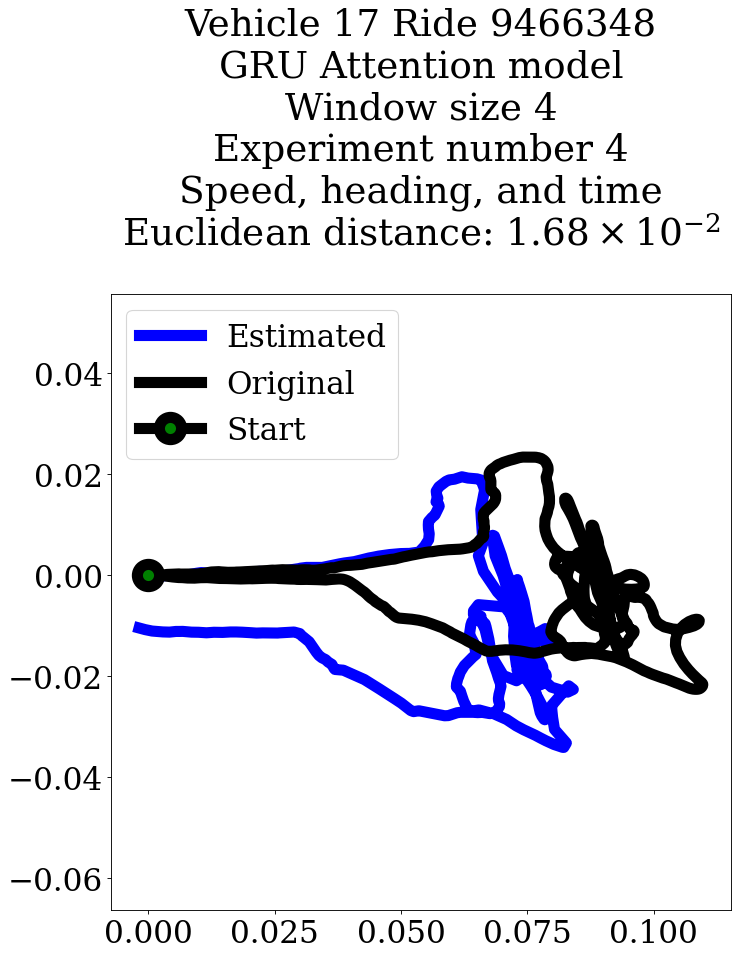 Vehicle 17 Ride 9466348
GRU Attention model
Window size 4
Experiment number 4
Speed, heading, and time
Euclidean distance: 1.68 × 10⁻²
Estimated
Original
Start
0.04
0.02
0.00
−0.02
−0.04
−0.06
0.000 0.025 0.050 0.075 0.100